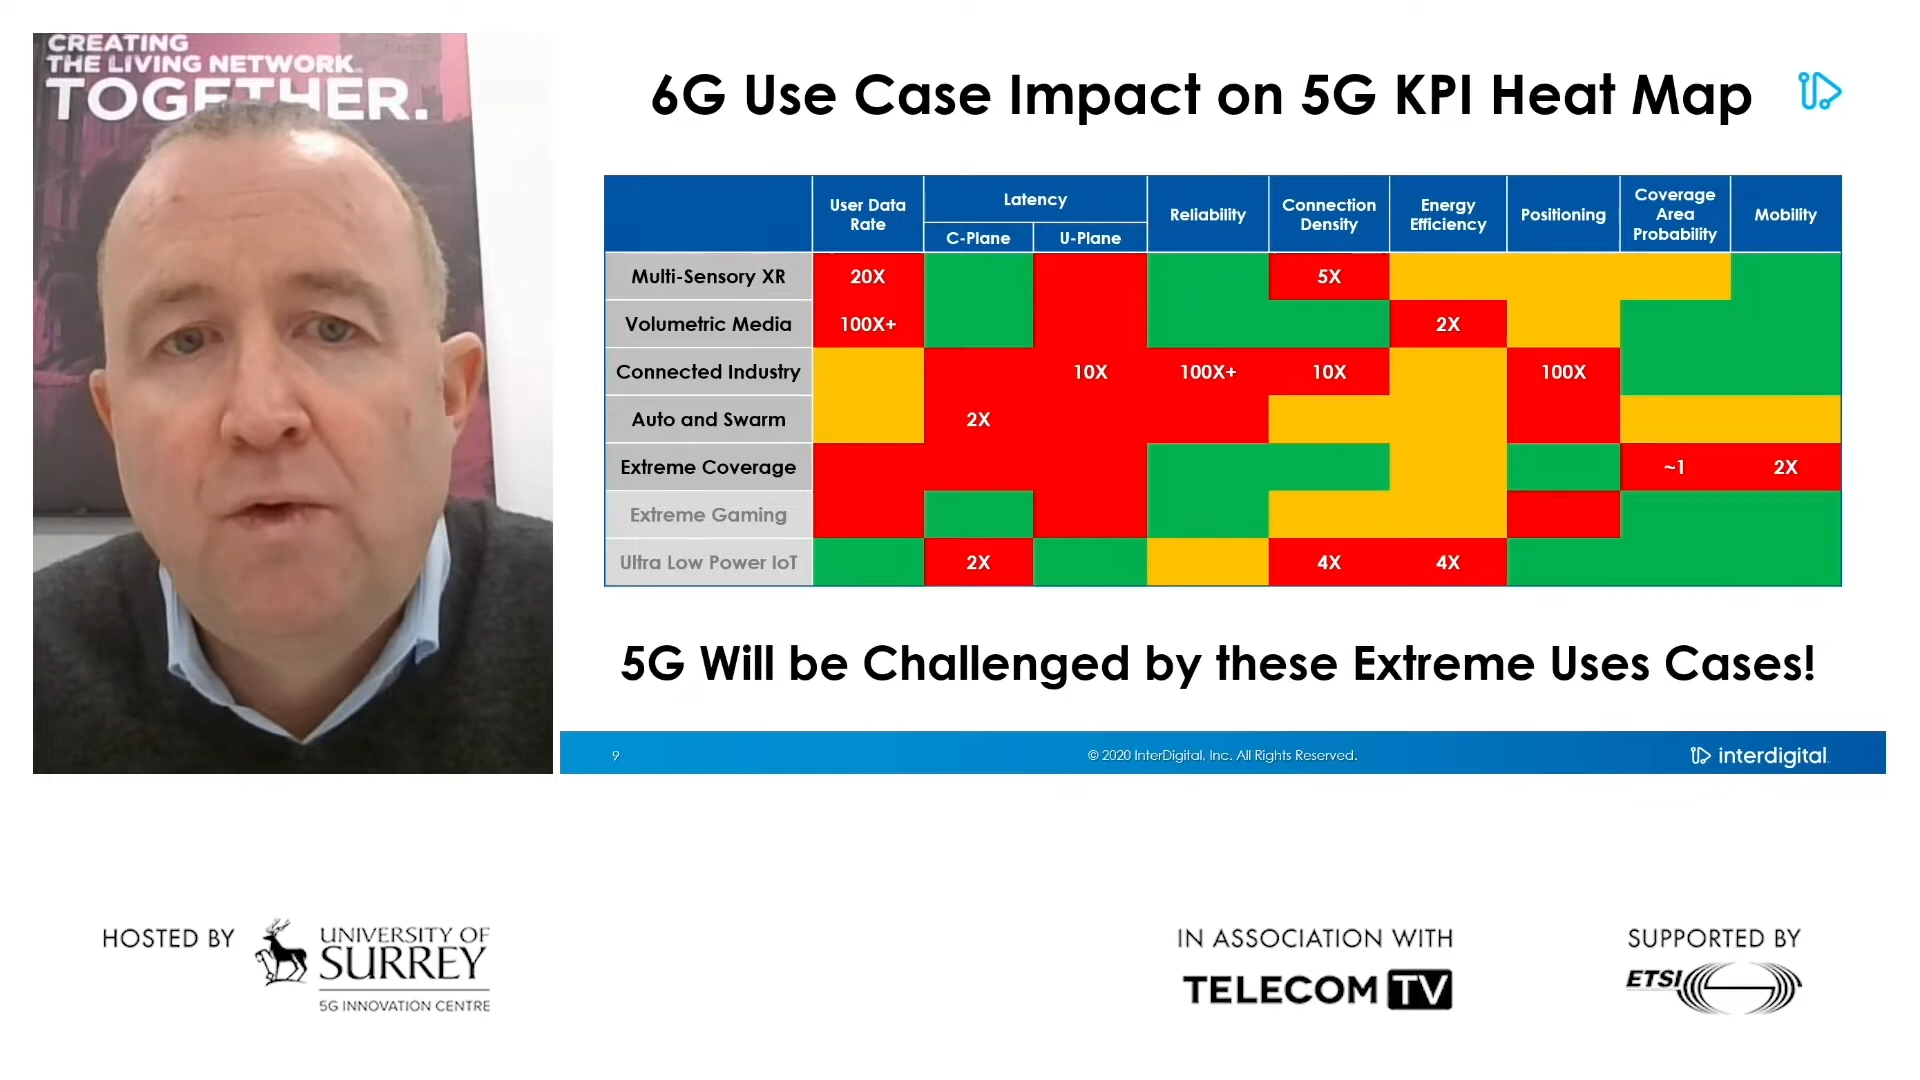 CREATING
THE LIVING NETWORK.
TOGETHER.
6G Use Case Impact on 5G KPI Heat Map
User Data
Rate
Latency
C-Plane
U-Plane
Reliability
Connection
Density
Energy
Efficiency
Positioning
Coverage
Area
Probability
Mobility
Multi-Sensory XR 20X 5X
Volumetric Media 100X+ 2X
Connected Industry 10X 100X+ 10X 100X
Auto and Swarm 2X
Extreme Coverage ~1 2X
Extreme Gaming
Ultra Low Power IoT 2X 4X 4X
5G Will be Challenged by these Extreme Uses Cases!
9
© 2020 InterDigital, Inc. All Rights Reserved.
interdigital
HOSTED BY
UNIVERSITY OF
SURREY
5G INNOVATION CENTRE
IN ASSOCIATION WITH
TELECOM TV
SUPPORTED BY
ETSI